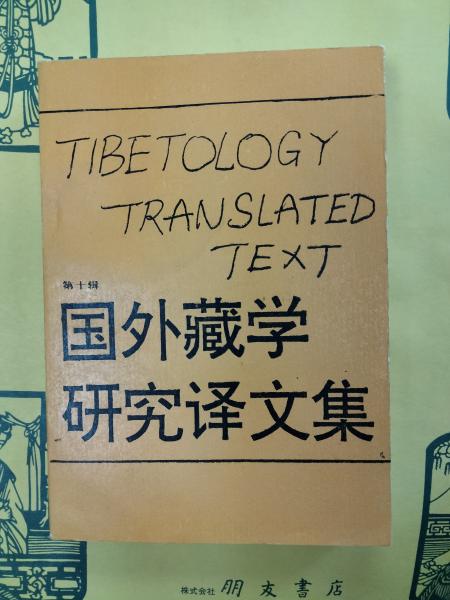 TIBETOLOGY
TRANSLATED
TEXT
第十辑
国外藏学
研究译文集
株式会社 朋友書店